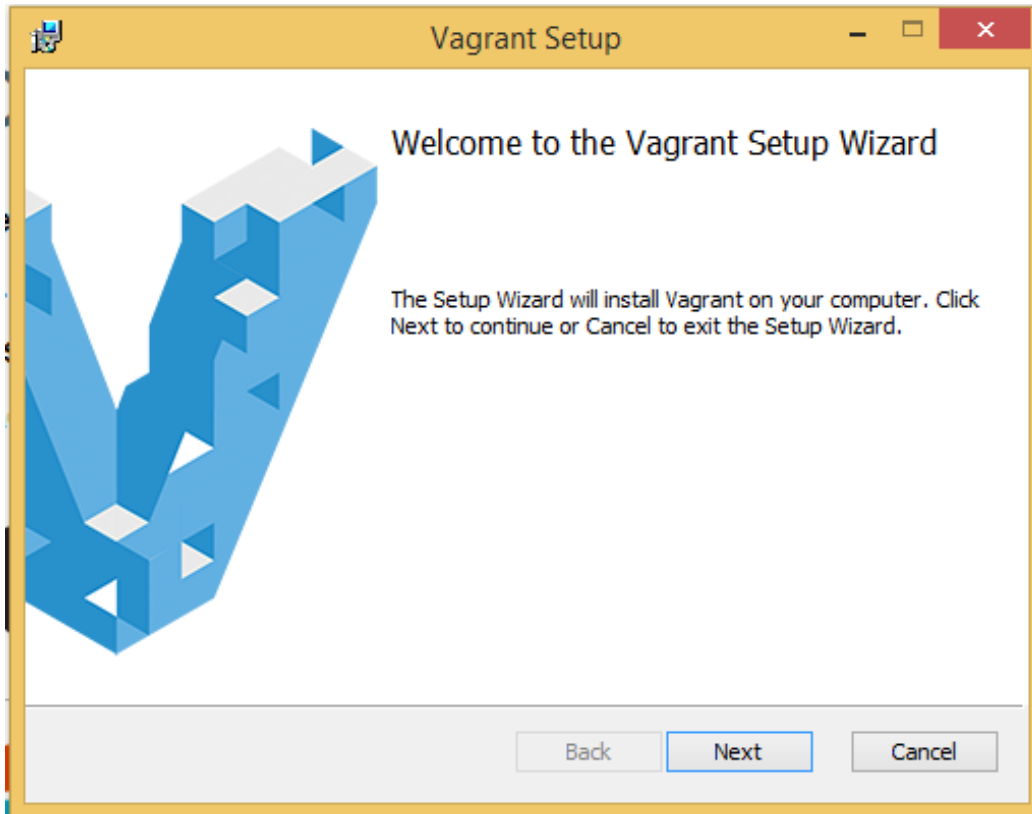 Vagrant Setup
Welcome to the Vagrant Setup Wizard
The Setup Wizard will install Vagrant on your computer. Click
Next to continue or Cancel to exit the Setup Wizard.
Back
Next
Cancel